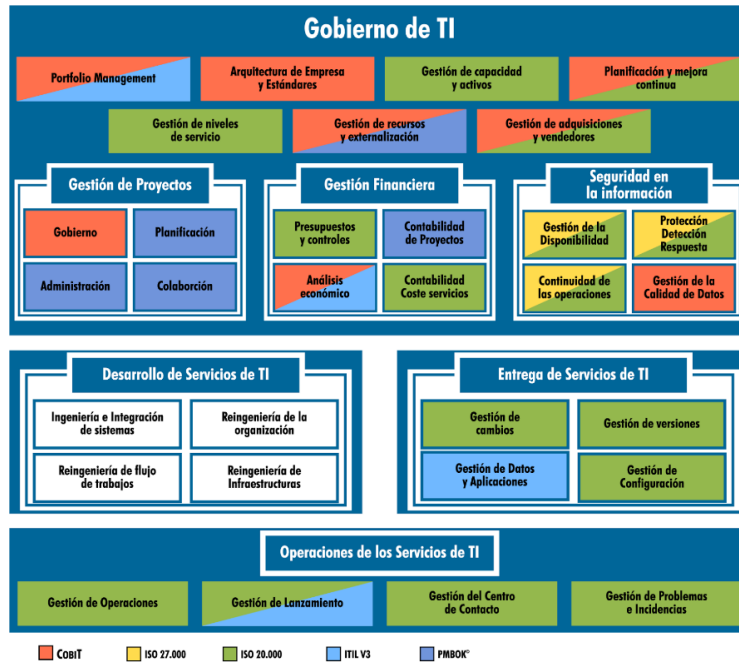 Gobierno de TI
Portfolio Management
Arquitectura de Empresa
y Estándares
Gestión de capacidad
y activos
Planificación y mejora
continua
Gestión de niveles
de servicio
Gestión de recursos
y externalización
Gestión de adquisiciones
y vendedores
Gestión de Proyectos
Gobierno
Planificación
Administración
Colaborción
Gestión Financiera
Presupuestos
y controles
Contabilidad
de Proyectos
Análisis
económico
Contabilidad
Coste servicios
Seguridad en
la información
Gestión de la
Disponibilidad
Protección
Detección
Respuesta
Continuidad de
las operaciones
Gestión de la
Calidad de Datos
Desarrollo de Servicios de TI
Ingeniería e Integración
de sistemas
Reingeniería de la
organización
Reingeniería de flujo
de trabajos
Reingeniería de
Infraestructuras
Entrega de Servicios de TI
Gestión de
cambios
Gestión de versiones
Gestión de Datos
y Aplicaciones
Gestión de
Configuración
Operaciones de los Servicios de TI
Gestión de Operaciones
Gestión de Lanzamiento
Gestión del Centro
de Contacto
Gestión de Problemas
e Incidencias
COBIT
ISO 27.000
ISO 20.000
ITIL V3
PMBOK©